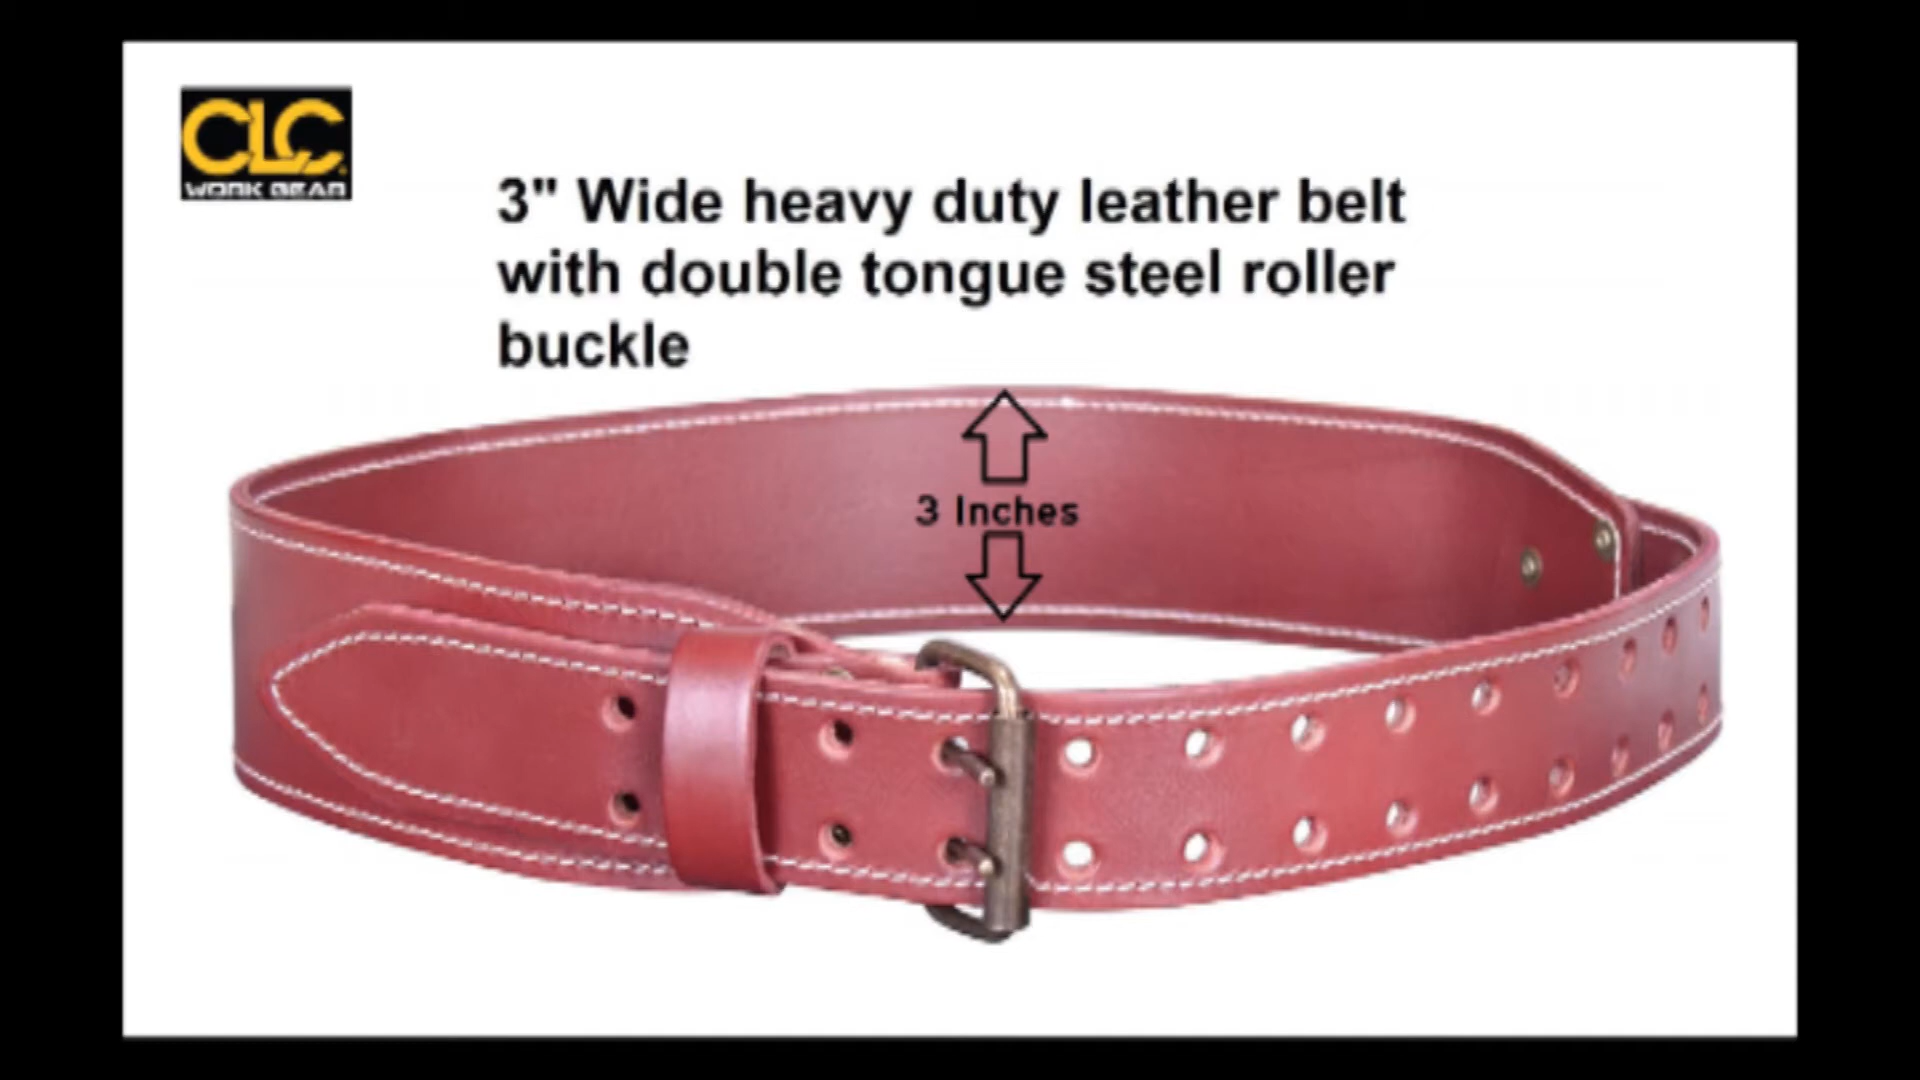 CLC
WORK GEAR
3" Wide heavy duty leather belt
with double tongue steel roller
buckle
3 Inches